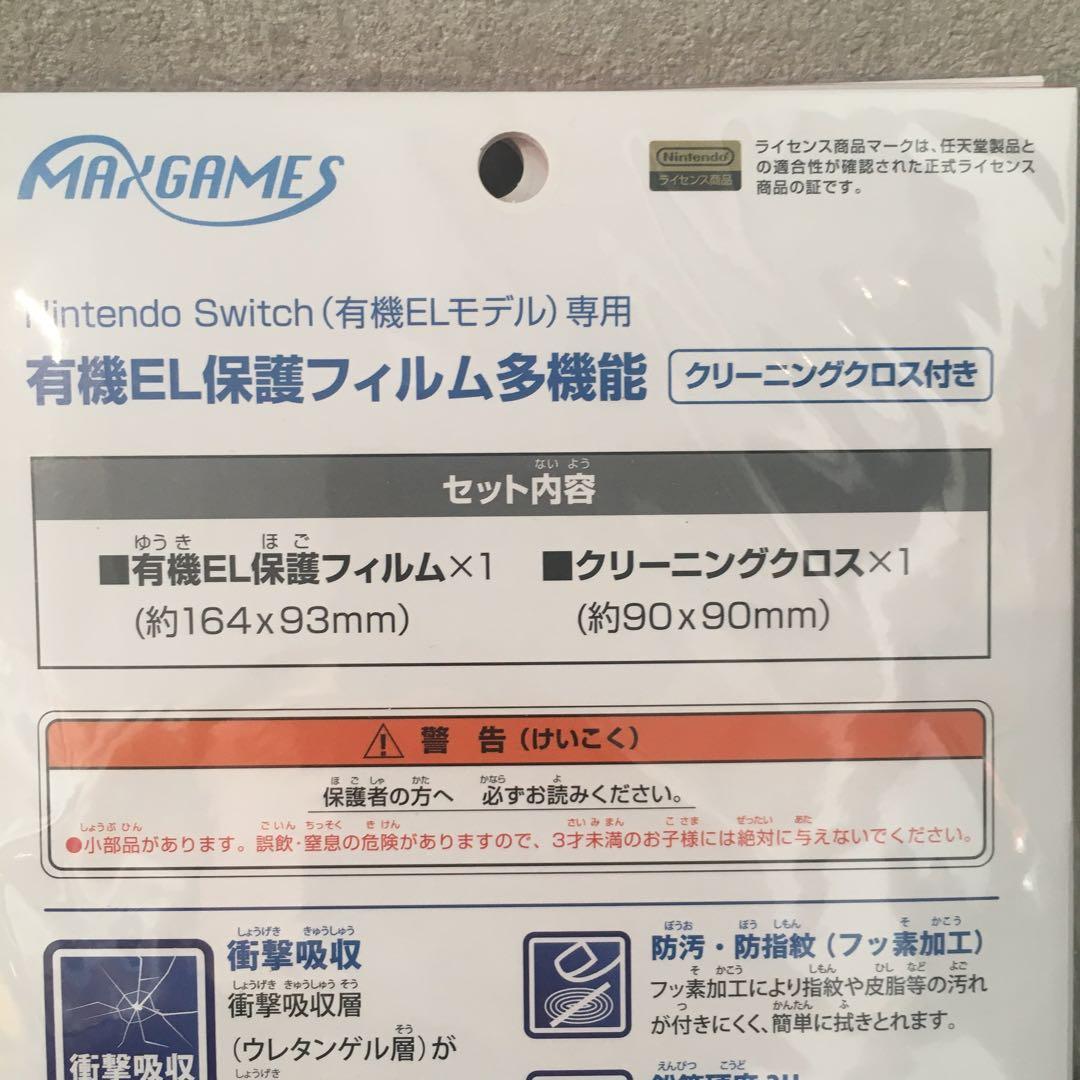 MAXGAMES
Nintendo
ライセンス商品
ライセンス商品マークは、任天堂製品と
の適合性が確認された正式ライセンス
商品の証です。
Nintendo Switch（有機ELモデル）専用
有機EL保護フィルム多機能
クリーニングクロス付き
ないよう
セット内容
ゆうき ほご
■有機EL保護フィルム×1
(約164x93mm)
■クリーニングクロス×1
(約90x90mm)
警 告（けいこく）
ほごしゃ かた かなら よ
保護者の方へ 必ずお読みください。
しょうぶひん ごいん ちっそく きけん さいみまん こさま ぜったい あた
●小部品があります。誤飲・窒息の危険がありますので、3才未満のお子様には絶対に与えないでください。
衝撃吸収
しょうげき きゅうしゅう
衝撃吸収
しょうげき きゅうしゅう そう
衝撃吸収層
そう
（ウレタンゲル層）が
しょうげき
ぼうお ぼう しもん そ かこう
防汚・防指紋（フッ素加工）
そ かこう しもん ひし など よご
フッ素加工により指紋や皮脂等の汚れ
つ かんたん ふ
が付きにくく、簡単に拭きとれます。
えんぴつ こうど